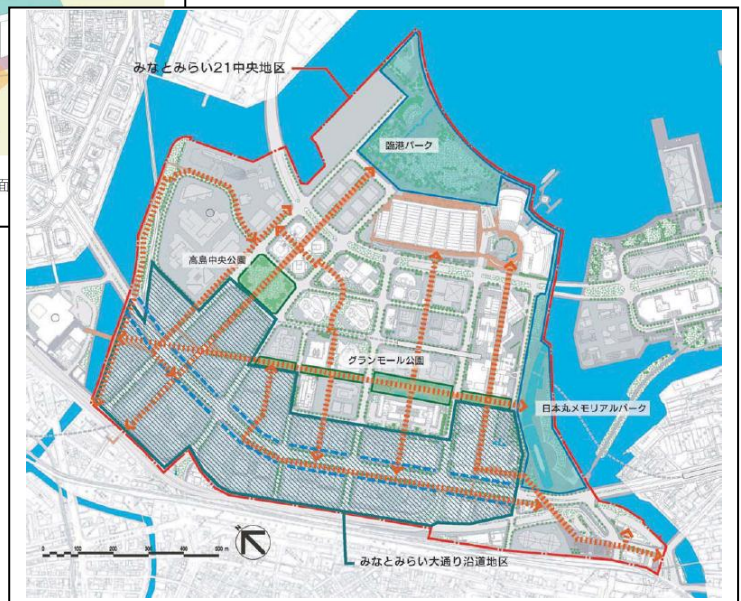 みなとみらい21中央地区
臨港パーク
面
高島中央公園
グランモール公園
日本丸メモリアルパーク
みなとみらい大通り沿道地区